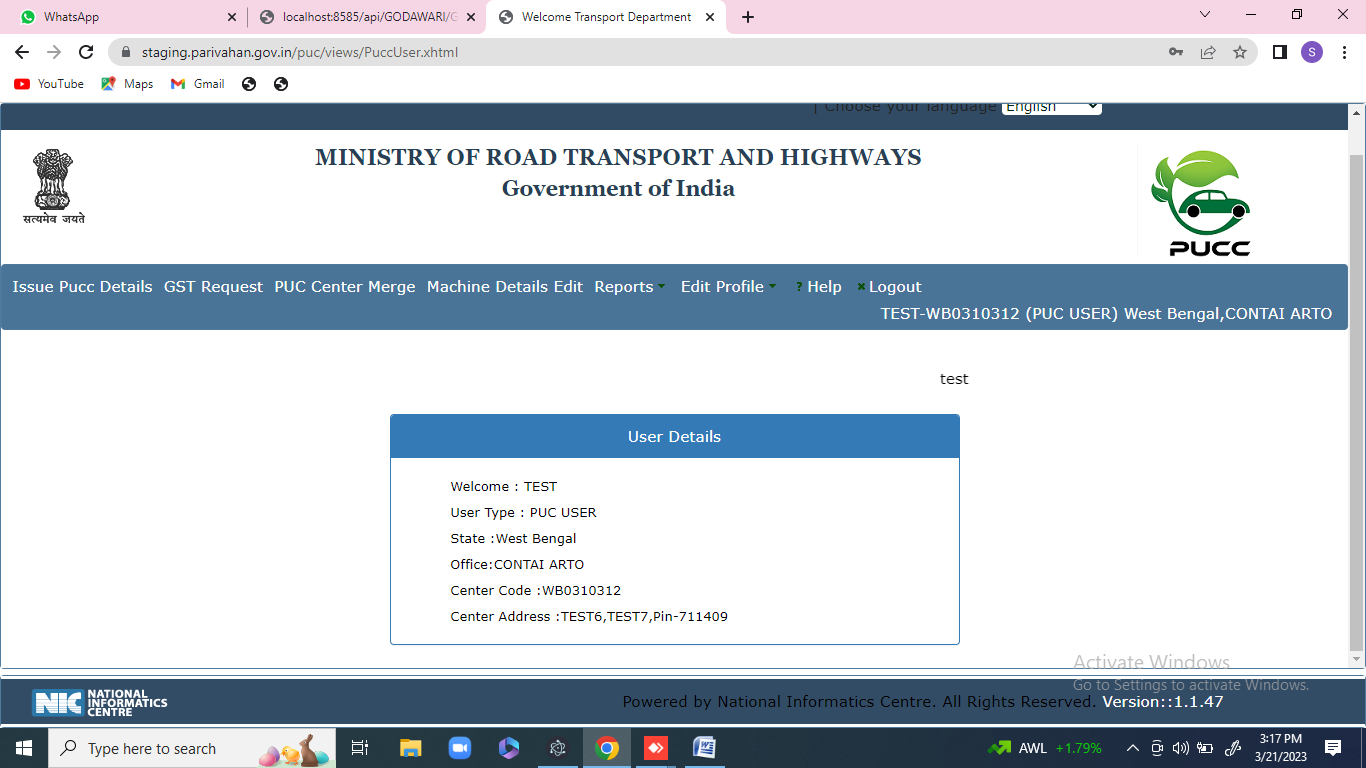 WhatsApp
localhost:8585/api/GODAWARI/G
Welcome Transport Department
staging.parivahan.gov.in/puc/views/PuccUser.xhtml
S
YouTube
Maps
Gmail
| Choose your language English
MINISTRY OF ROAD TRANSPORT AND HIGHWAYS
Government of India
सत्यमेव जयते
PUCC
Issue Pucc Details GST Request PUC Center Merge Machine Details Edit Reports Edit Profile ? Help Logout
TEST-WB0310312 (PUC USER) West Bengal,CONTAI ARTO
test
User Details
Welcome : TEST
User Type : PUC USER
State :West Bengal
Office:CONTAI ARTO
Center Code :WB0310312
Center Address :TEST6,TEST7,Pin-711409
Activate Windows
Go to Settings to activate Windows.
NIC NATIONAL
INFORMATICS
CENTRE
Powered by National Informatics Centre. All Rights Reserved. Version::1.1.47
Type here to search
AWL +1.79%
3:17 PM
3/21/2023